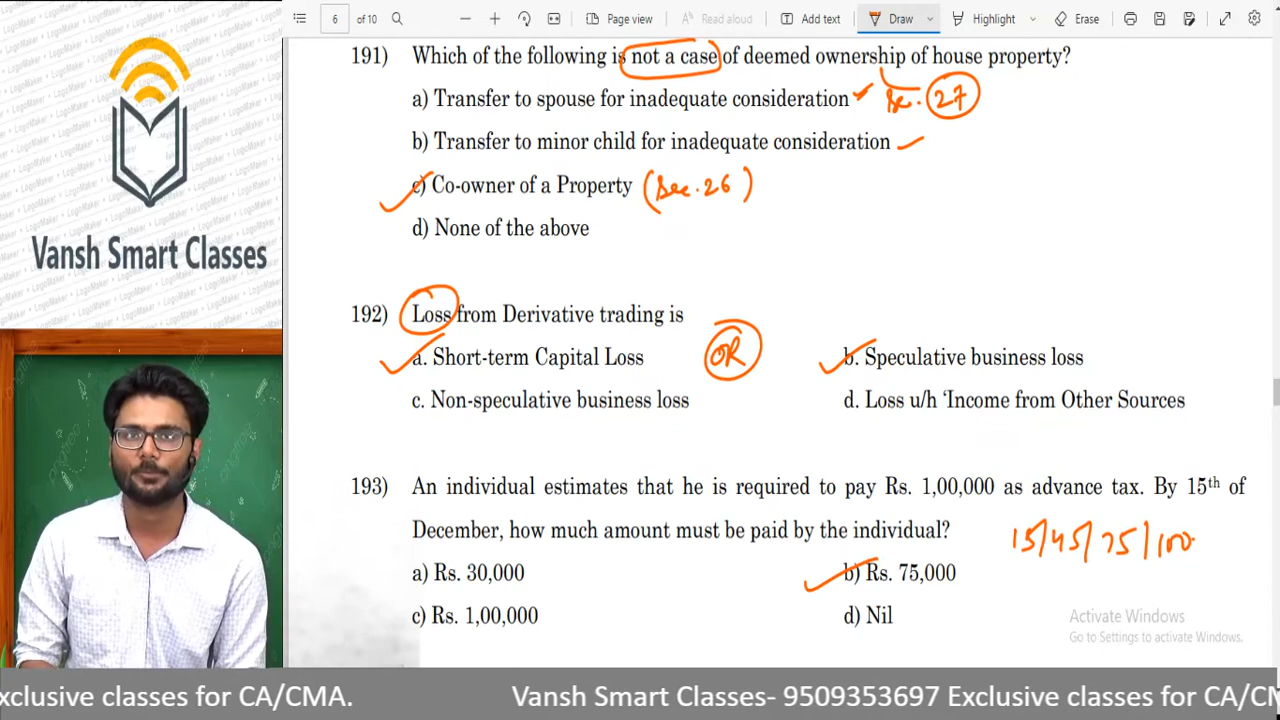 6 of 10
Page view
Read aloud
Add text
Draw
Highlight
Erase
191) Which of the following is not a case of deemed ownership of house property?
a) Transfer to spouse for inadequate consideration Sec. 27
b) Transfer to minor child for inadequate consideration
c) Co-owner of a Property (Sec. 26)
d) None of the above
Vansh Smart Classes
192) Loss from Derivative trading is
a. Short-term Capital Loss OR b. Speculative business loss
c. Non-speculative business loss d. Loss u/h ‘Income from Other Sources
193) An individual estimates that he is required to pay Rs. 1,00,000 as advance tax. By 15th of
December, how much amount must be paid by the individual? 15/45/75/100
a) Rs. 30,000 b) Rs. 75,000
c) Rs. 1,00,000 d) Nil
Activate Windows
Go to Settings to activate Windows.
xclusive classes for CA/CMA. Vansh Smart Classes- 9509353697 Exclusive classes for CA/CM